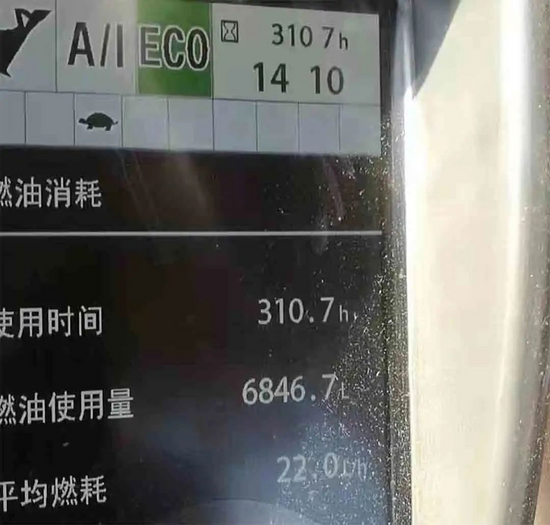 A/I ECO 310 7h
14 10
燃油消耗
使用时间 310.7h
燃油使用量 6846.7L
平均燃耗 22.0L/h